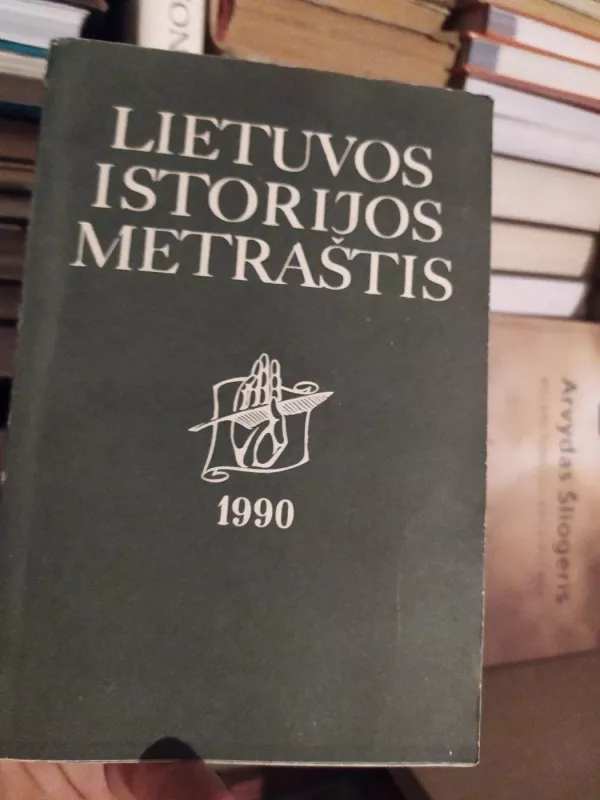 LIETUVOS
ISTORIJOS
METRAŠTIS
1990
Arvydas Šliogeris